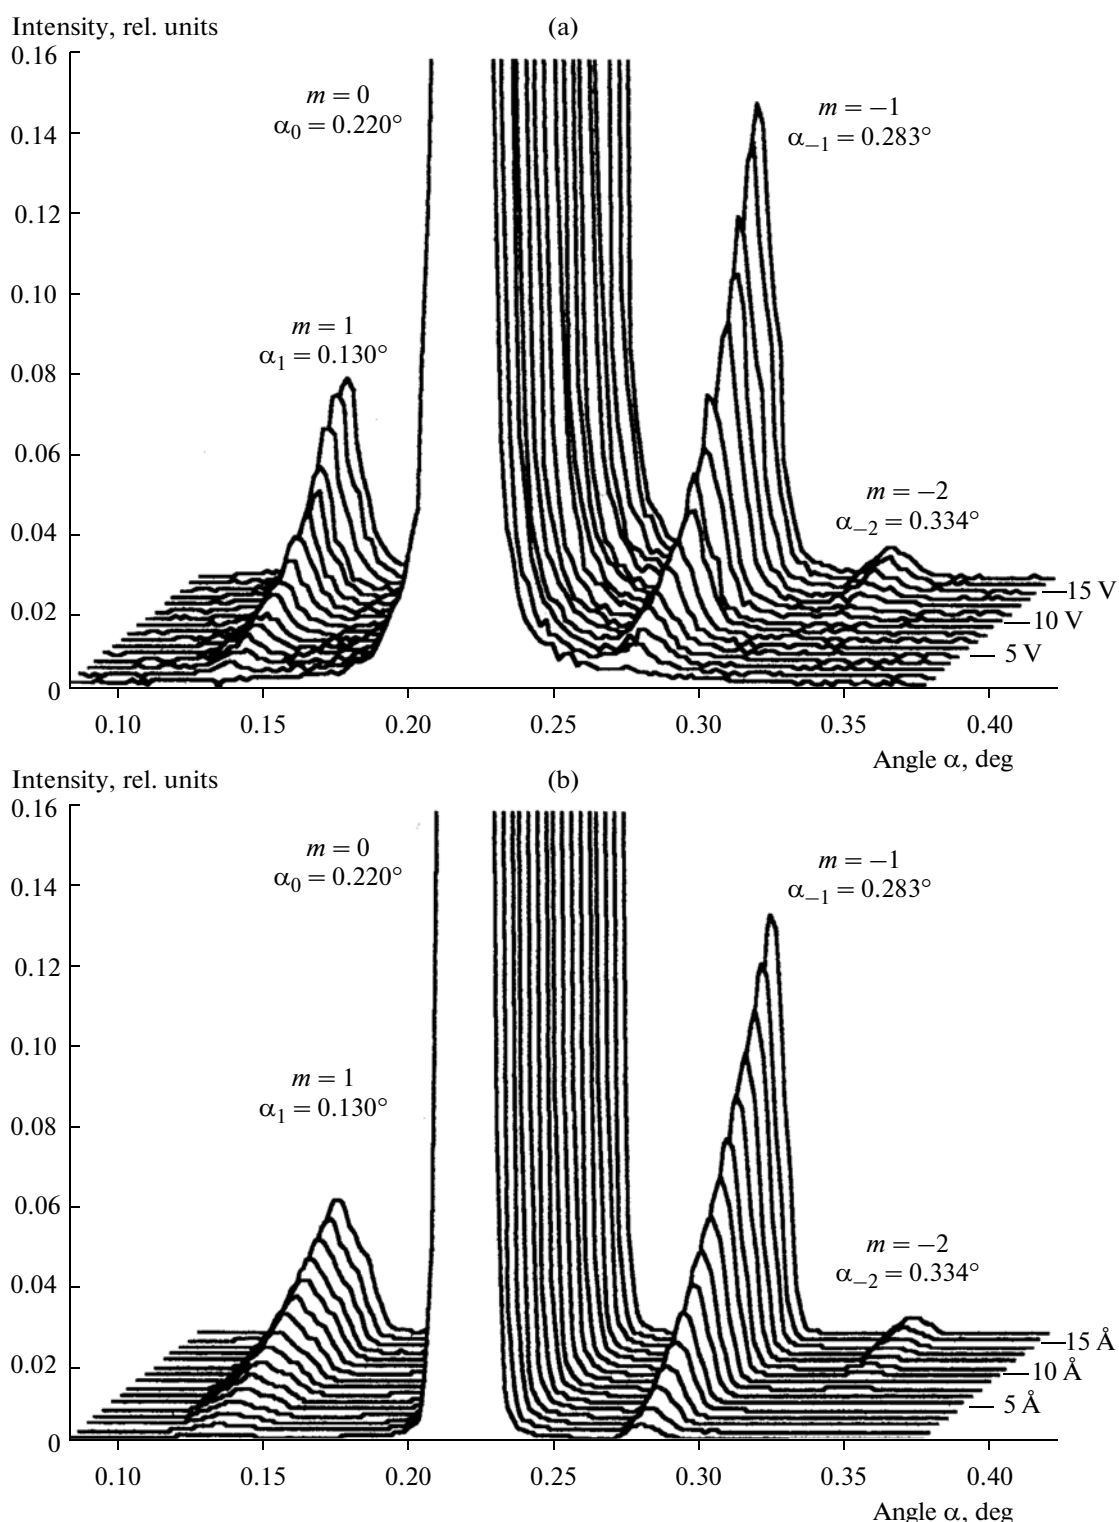 Intensity, rel. units
(a)
0.16
0.14
0.12
0.10
0.08
0.06
0.04
0.02
0
m = 0
α₀ = 0.220°
m = −1
α₋₁ = 0.283°
m = 1
α₁ = 0.130°
m = −2
α₋₂ = 0.334°
15 V
10 V
5 V
0.10 0.15 0.20 0.25 0.30 0.35 0.40
Angle α, deg
Intensity, rel. units
(b)
0.16
0.14
0.12
0.10
0.08
0.06
0.04
0.02
0
m = 0
α₀ = 0.220°
m = −1
α₋₁ = 0.283°
m = 1
α₁ = 0.130°
m = −2
α₋₂ = 0.334°
15 Å
10 Å
5 Å
0.10 0.15 0.20 0.25 0.30 0.35 0.40
Angle α, deg